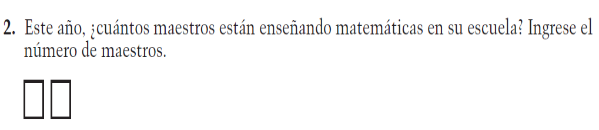 2. Este año, ¿cuántos maestros están enseñando matemáticas en su escuela? Ingrese el
número de maestros.